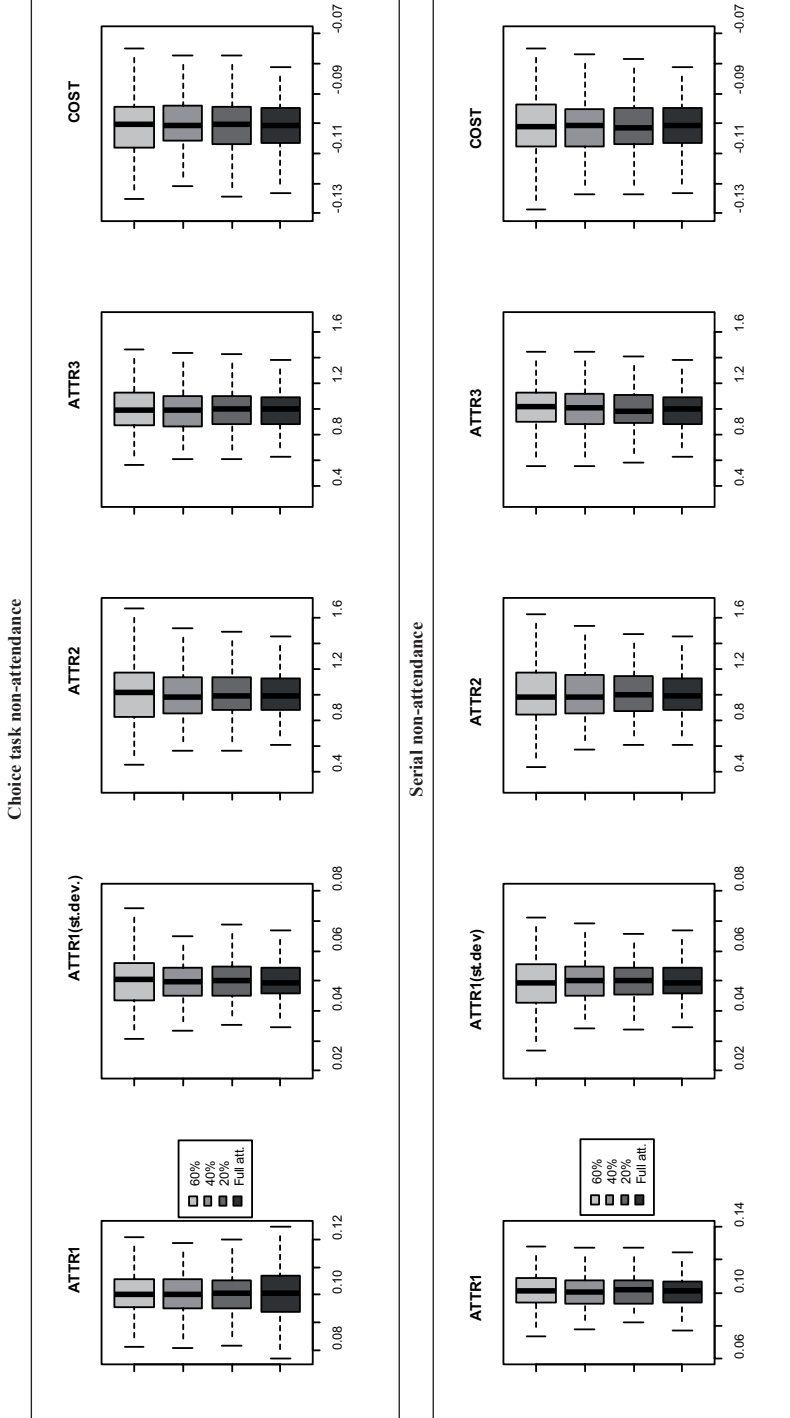 Choice task non-attendance
ATTR1
60%
40%
20%
Full att.
0.08 0.10 0.12
ATTR1(st.dev.)
0.02 0.04 0.06 0.08
ATTR2
0.4 0.8 1.2 1.6
ATTR3
0.4 0.8 1.2 1.6
COST
-0.13 -0.11 -0.09 -0.07
Serial non-attendance
ATTR1
60%
40%
20%
Full att.
0.06 0.10 0.14
ATTR1(st.dev)
0.02 0.04 0.06 0.08
ATTR2
0.4 0.8 1.2 1.6
ATTR3
0.4 0.8 1.2 1.6
COST
-0.13 -0.11 -0.09 -0.07